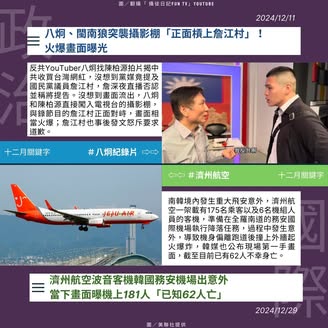 圖／翻攝「攝徒日記FUN TV」YOUTUBE
2024/12/11
政治
八炯、閩南狼突襲攝影棚「正面槓上詹江村」！
火爆畫面曝光
反共YouTuber八炯找陳柏源拍片揭中
共收買台灣網紅，沒想到黨媒竟提及
國民黨議員詹江村，詹深夜直播否認
並稱將提告。沒想到畫面流出，八炯
和陳柏源直接闖入電視台的攝影棚，
與錄節目的詹江村正面對峙，畫面相
當火爆；詹江村也事後發文怒斥要求
道歉。
十二月關鍵字
#八炯紀錄片
#濟州航空
十二月關鍵字
JEJU AIR
南韓境內發生重大飛安意外，濟州航
空一架載有175名乘客以及6名機組人
員的客機，準備在全羅南道的務安國
際機場執行降落任務，過程中發生意
外，導致機身偏離跑道後撞上外牆起
火爆炸，韓媒也公布現場第一手畫
面，截至目前已有62人不幸身亡。
國際
濟州航空波音客機韓國務安機場出意外
當下畫面曝機上181人「已知62人亡」
2024/12/29
圖／美聯社提供